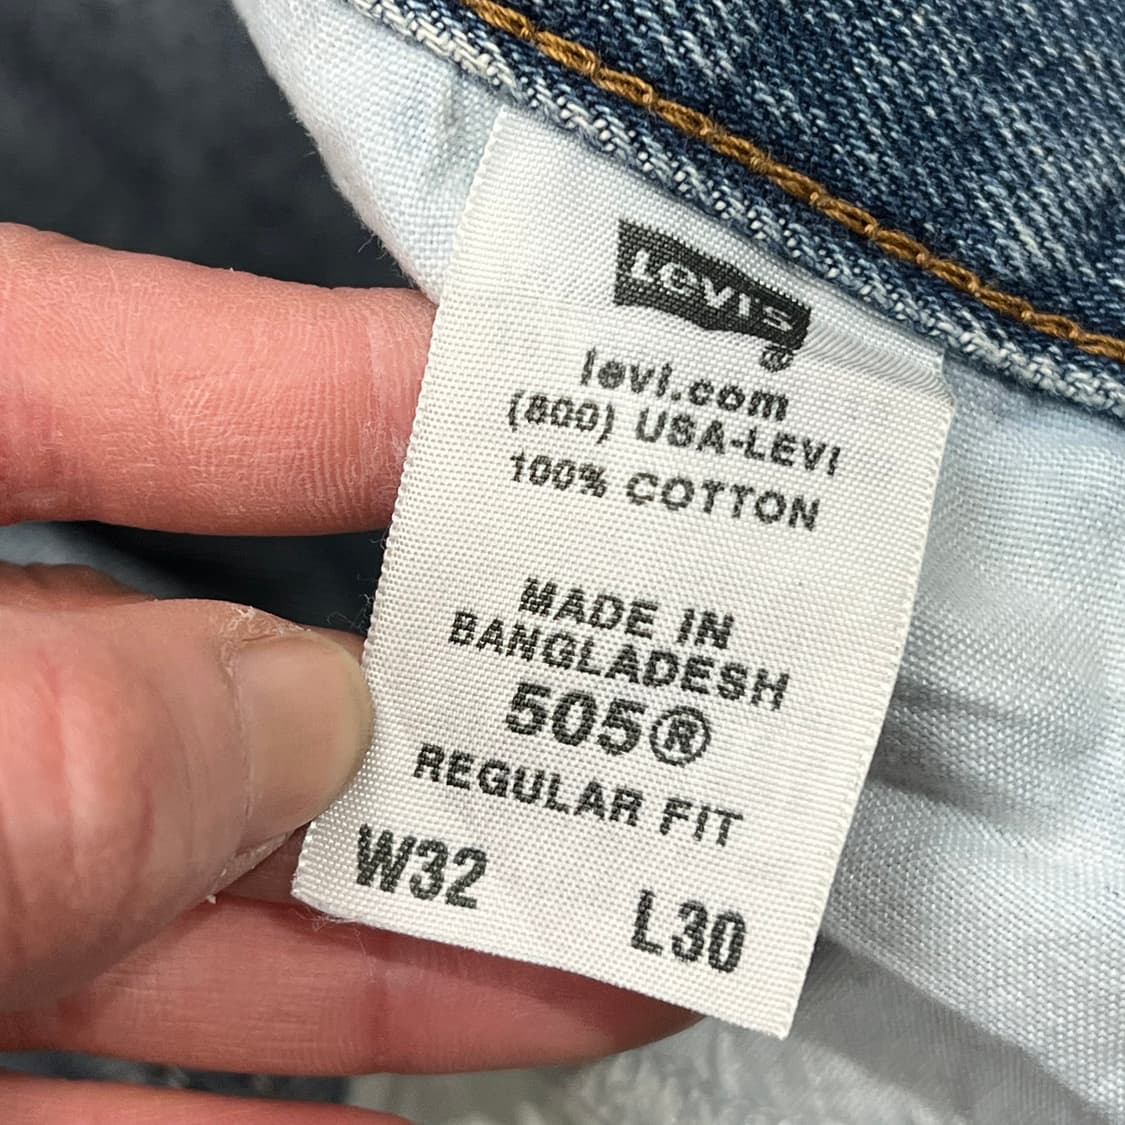 Levi's®
levi.com
(800) USA-LEVI
100% COTTON
MADE IN
BANGLADESH
505®
REGULAR FIT
W32 L30